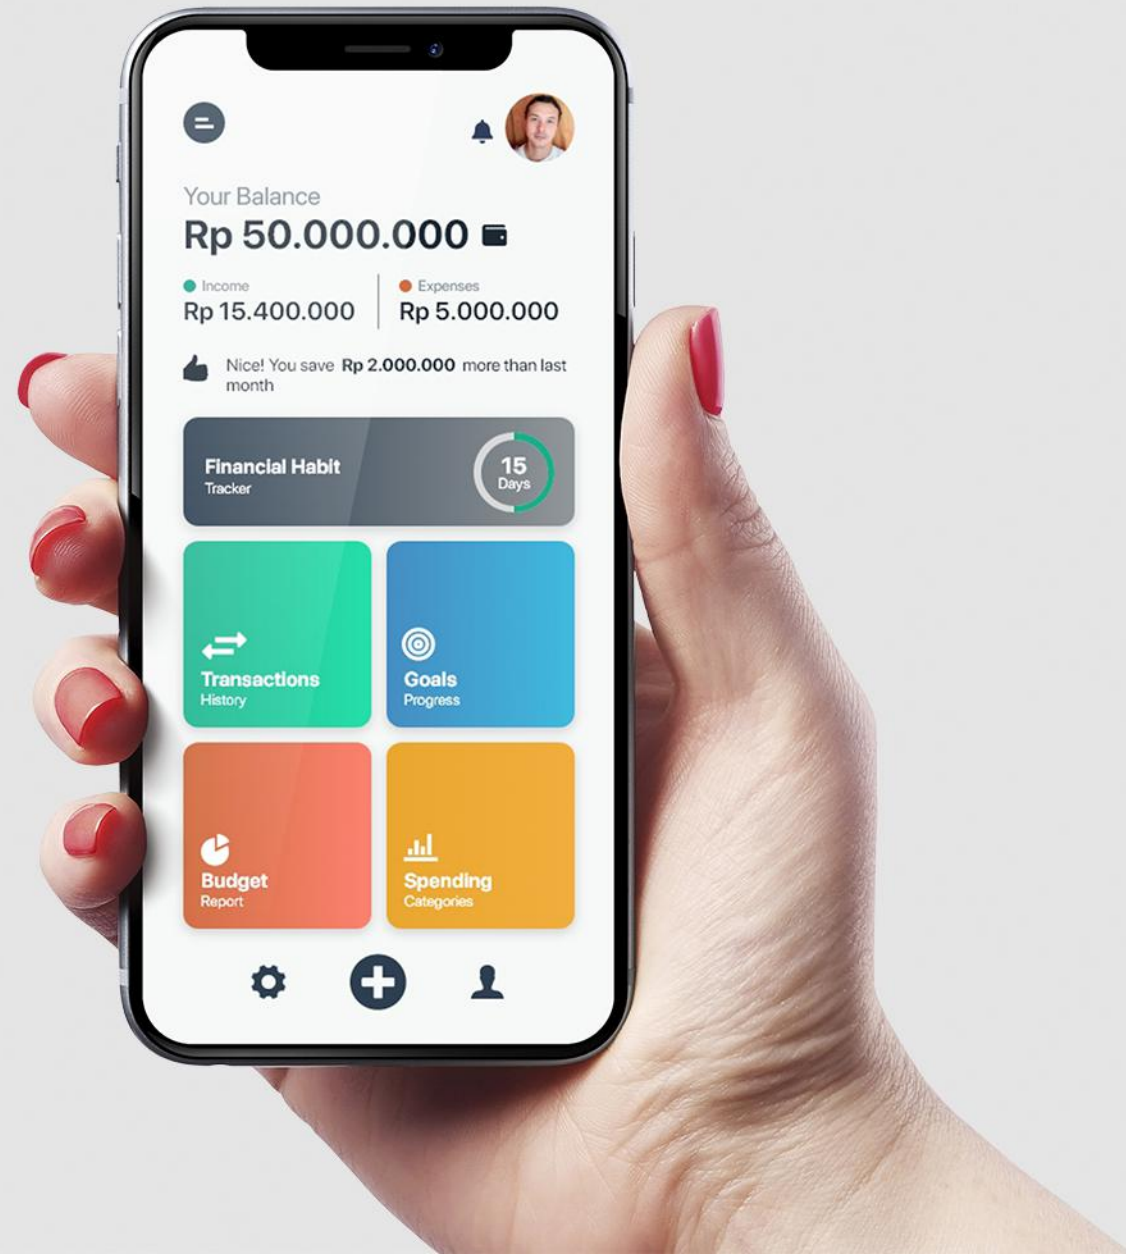 Your Balance
Rp 50.000.000
Income
Expenses
Rp 15.400.000
Rp 5.000.000
Nice! You save Rp 2.000.000 more than last
month
Financial Habit
Tracker
15
Days
Transactions
History
Goals
Progress
Budget
Report
Spending
Categories